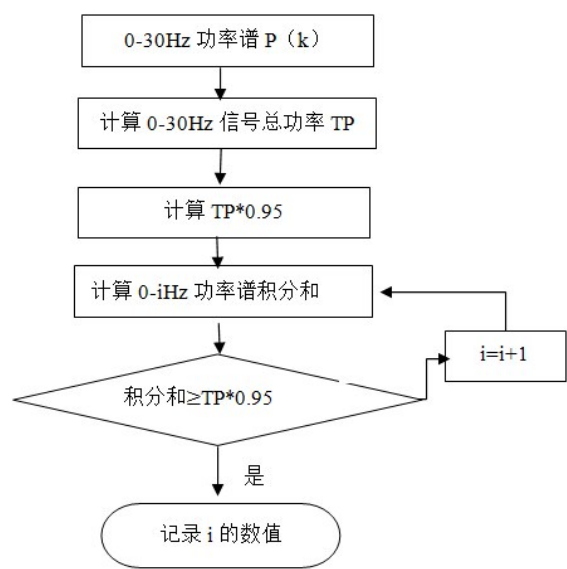 0-30Hz 功率谱 P（k）
计算 0-30Hz 信号总功率 TP
计算 TP*0.95
计算 0-iHz 功率谱积分和
i=i+1
积分和≥TP*0.95
是
记录 i 的数值